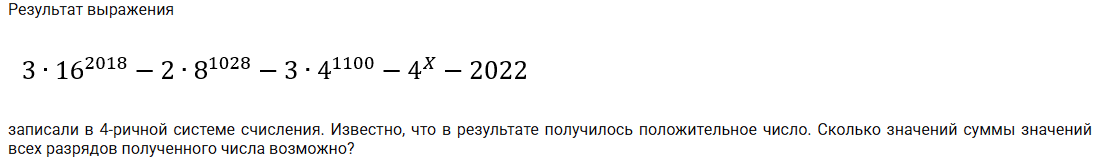 Результат выражения
3 · 16^2018 − 2 · 8^1028 − 3 · 4^1100 − 4^X − 2022
записали в 4-ричной системе счисления. Известно, что в результате получилось положительное число. Сколько значений суммы значений
всех разрядов полученного числа возможно?